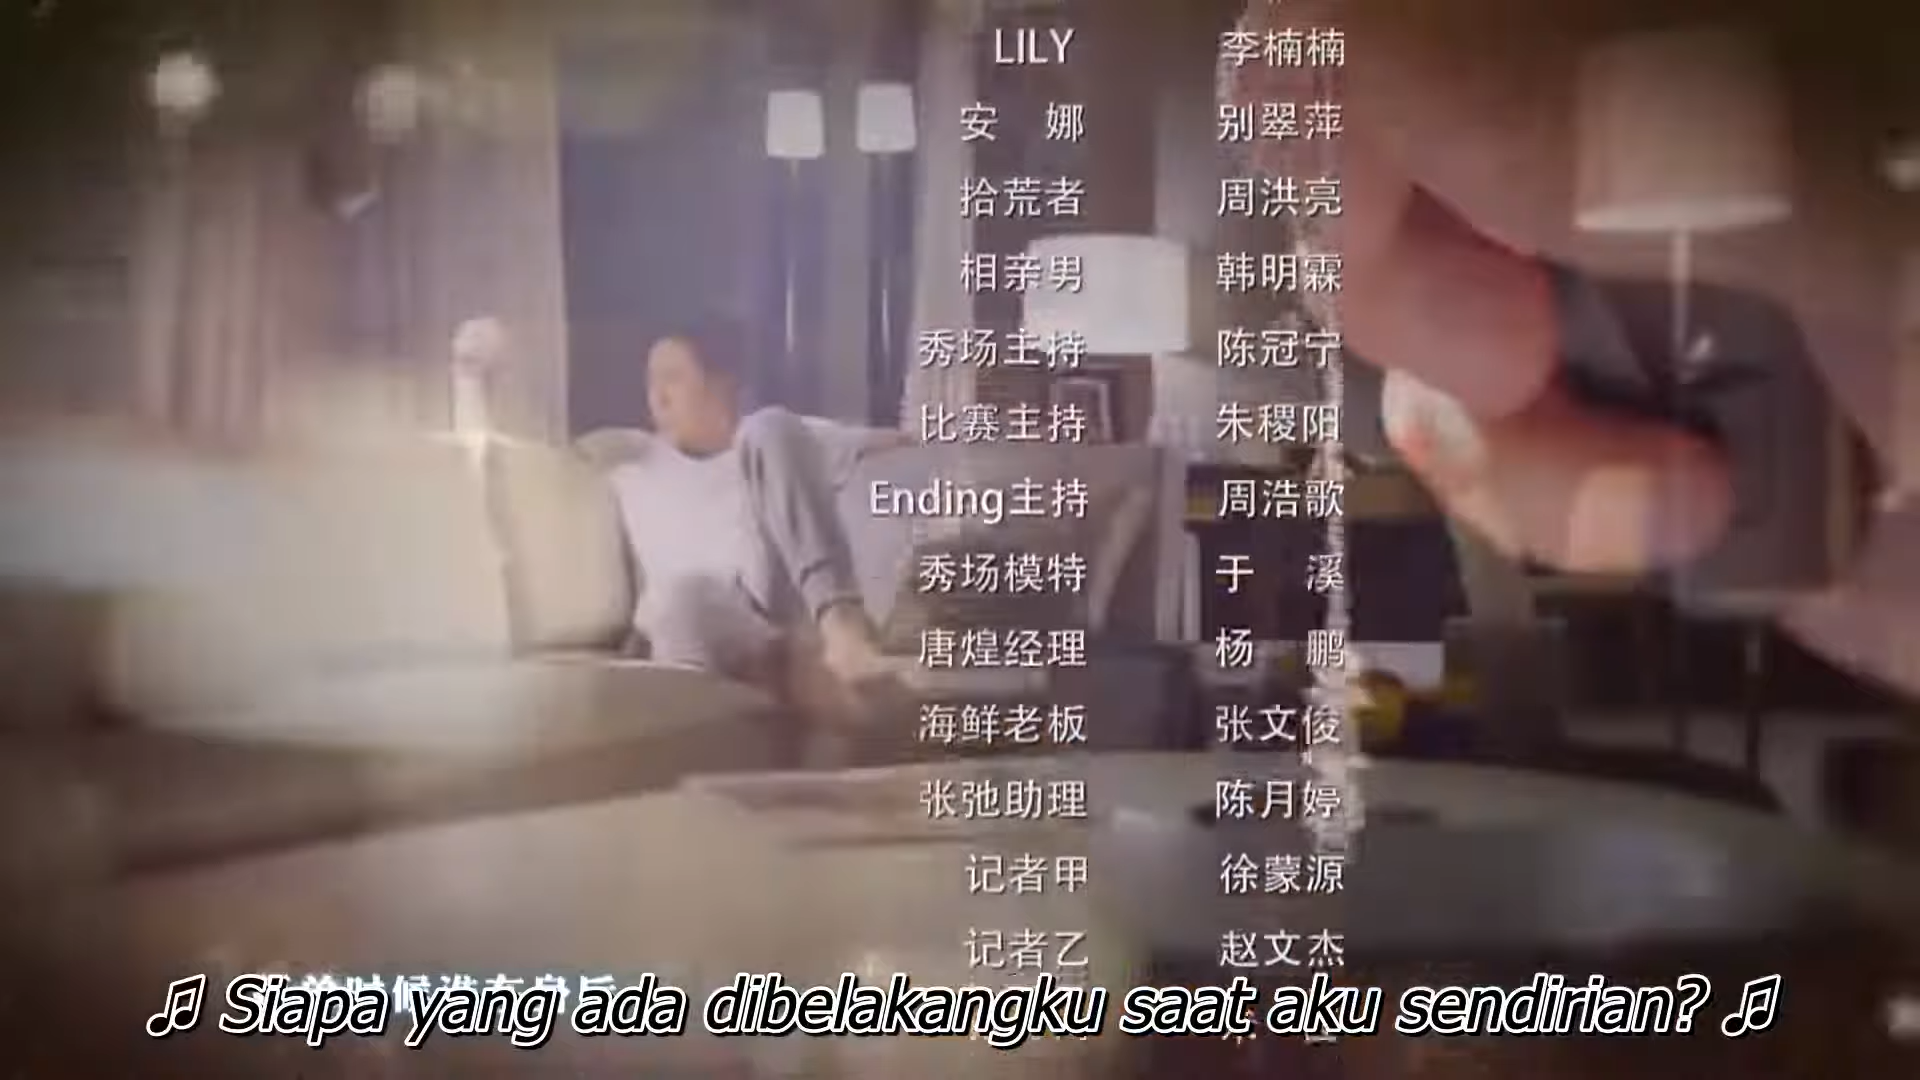 LILY 李楠楠
安 娜 别翠萍
拾荒者 周洪亮
相亲男 韩明霖
秀场主持 陈冠宁
比赛主持 朱稷阳
Ending主持 周浩歌
秀场模特 于 溪
唐煌经理 杨 鹏
海鲜老板 张文俊
张弛助理 陈月婷
记者甲 徐蒙源
记者乙 赵文杰
♫ Siapa yang ada dibelakangku saat aku sendirian? ♫